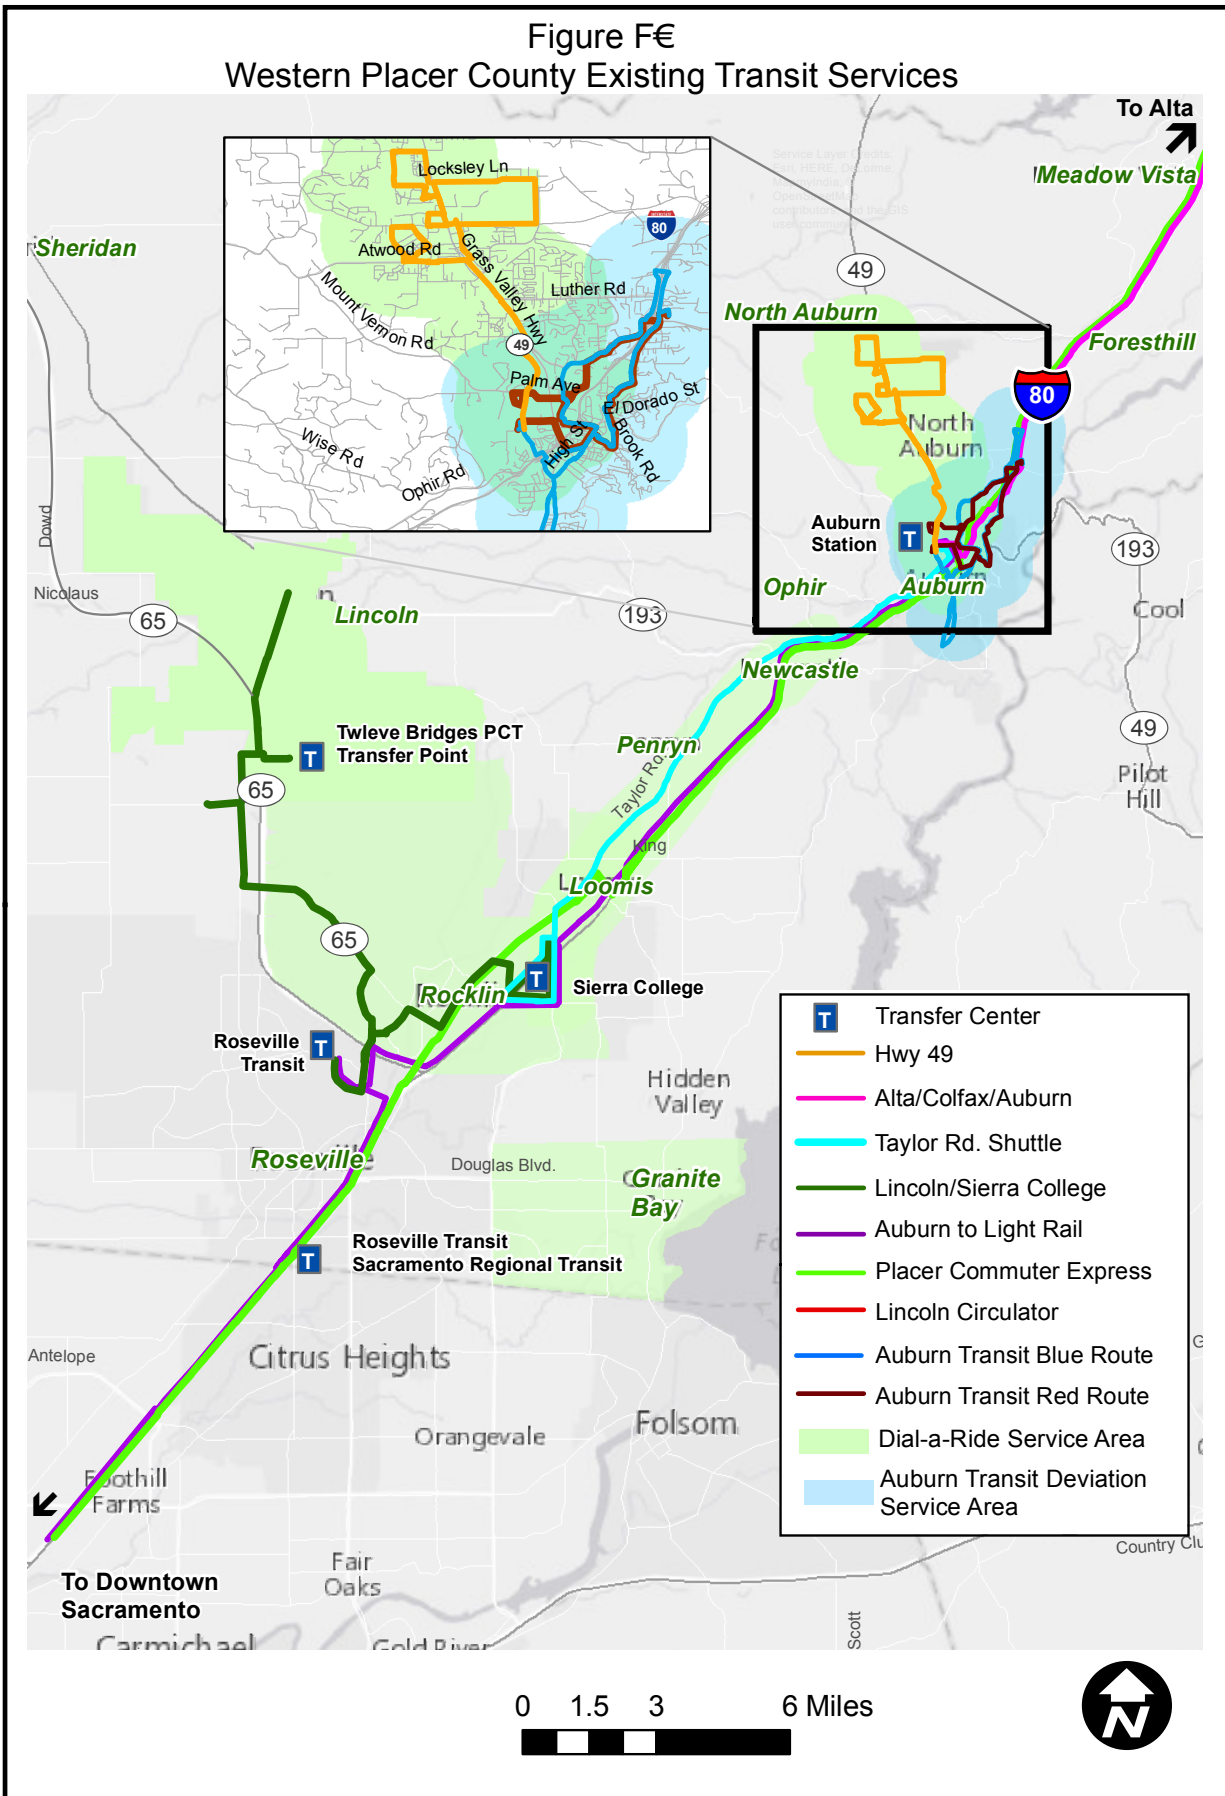 Figure F€
Western Placer County Existing Transit Services
To Alta
Meadow Vista
Service Layer Credits:
Sheridan
Locksley Ln
80
Atwood Rd
Grass Valley Hwy
Luther Rd
Mount Vernon Rd
49
Palm Ave
El Dorado St
High St
Brook Rd
Wise Rd
Ophir Rd
49
North Auburn
Foresthill
80
North
Auburn
Auburn
Station
T
Ophir
Auburn
193
Cool
Dowd
Nicolaus
65
Lincoln
193
Newcastle
Twleve Bridges PCT
Transfer Point
T
Penryn
Taylor Rd.
49
Pilot
Hill
65
King
Loomis
65
T
Sierra College
Rocklin
Roseville
Transit
T
Hidden
Valley
Roseville
Douglas Blvd.
Granite
Bay
Roseville Transit
Sacramento Regional Transit
T
Antelope
Citrus Heights
Orangevale
Folsom
Foothill
Farms
Fair
Oaks
To Downtown
Sacramento
Carmichael
Gold River
Scott
Country Clu
T
Transfer Center
Hwy 49
Alta/Colfax/Auburn
Taylor Rd. Shuttle
Lincoln/Sierra College
Auburn to Light Rail
Placer Commuter Express
Lincoln Circulator
Auburn Transit Blue Route
Auburn Transit Red Route
Dial-a-Ride Service Area
Auburn Transit Deviation
Service Area
0 1.5 3 6 Miles
N